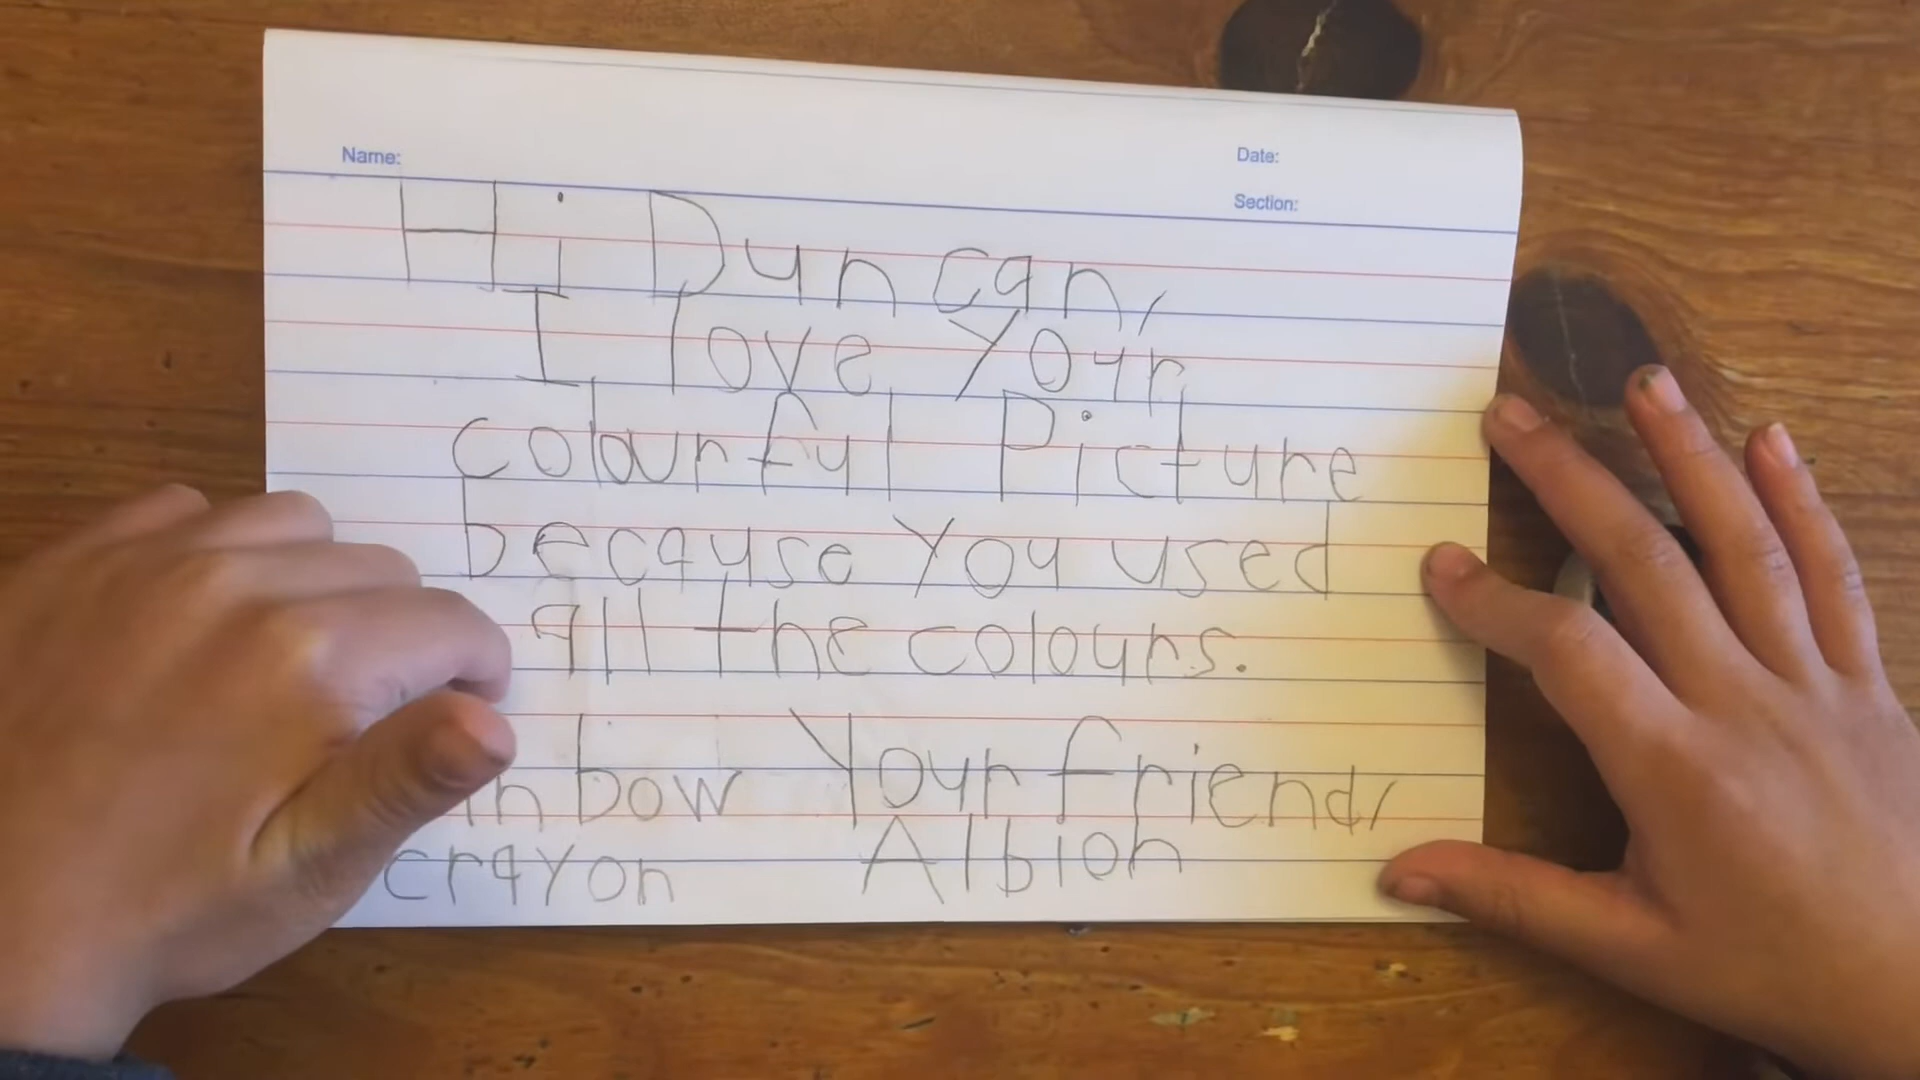 Name:
Date:
Section:
Hi Duncan,
I love Your
colourful Picture
because You used
all the colours.
Your friend,
crayon Albion